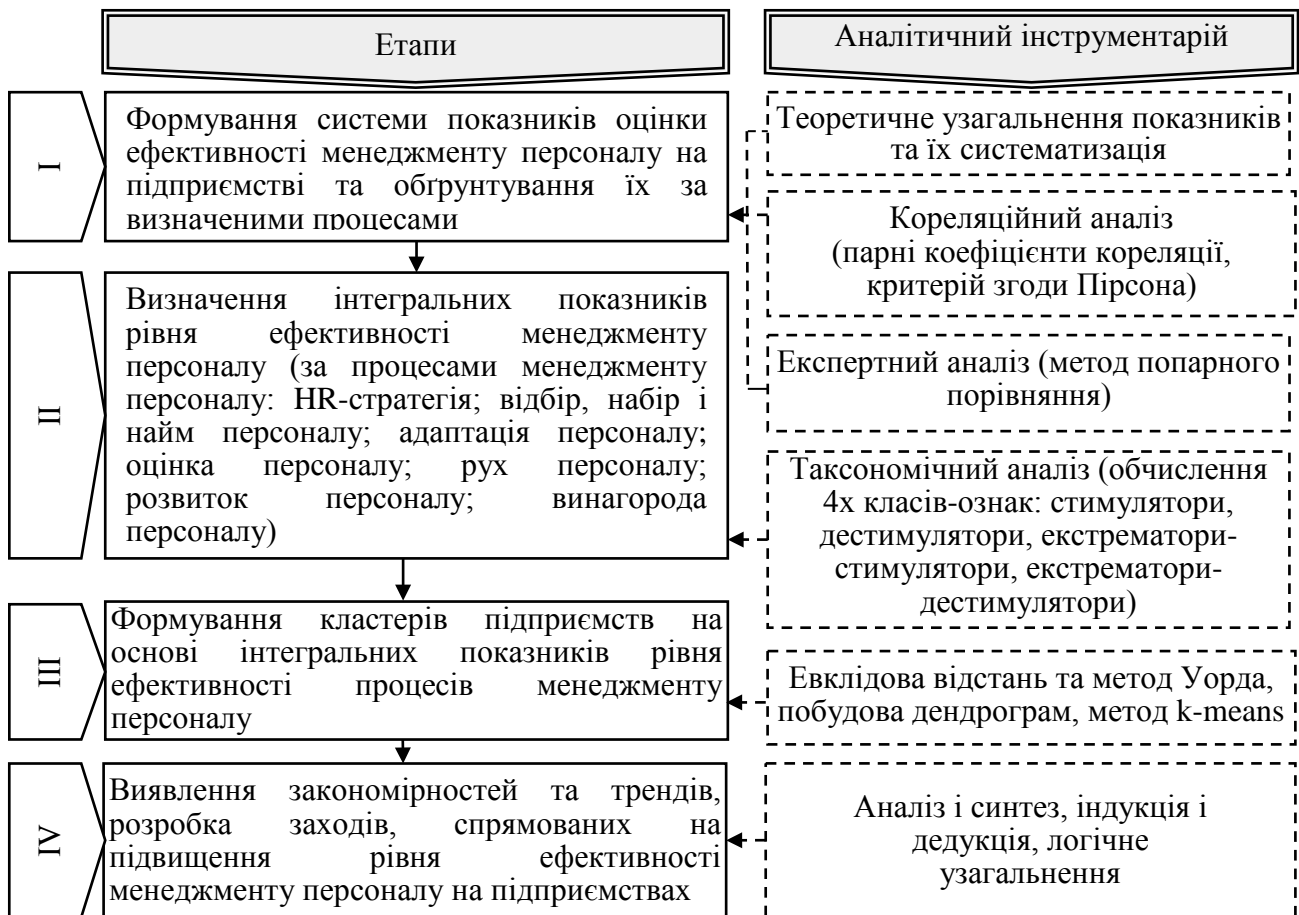 Етапи
Аналітичний інструментарій
I
Формування системи показників оцінки
ефективності менеджменту персоналу на
підприємстві та обґрунтування їх за
визначеними процесами
Теоретичне узагальнення показників
та їх систематизація
Кореляційний аналіз
(парні коефіцієнти кореляції,
критерій згоди Пірсона)
II
Визначення інтегральних показників
рівня ефективності менеджменту
персоналу (за процесами менеджменту
персоналу: HR-стратегія; відбір, набір і
найм персоналу; адаптація персоналу;
оцінка персоналу; рух персоналу;
розвиток персоналу; винагорода
персоналу)
Експертний аналіз (метод попарного
порівняння)
Таксономічний аналіз (обчислення
4х класів-ознак: стимулятори,
дестимулятори, екстрематори-
стимулятори, екстрематори-
дестимулятори)
III
Формування кластерів підприємств на
основі інтегральних показників рівня
ефективності процесів менеджменту
персоналу
Евклідова відстань та метод Уорда,
побудова дендрограм, метод k-means
IV
Виявлення закономірностей та трендів,
розробка заходів, спрямованих на
підвищення рівня ефективності
менеджменту персоналу на підприємствах
Аналіз і синтез, індукція і
дедукція, логічне
узагальнення